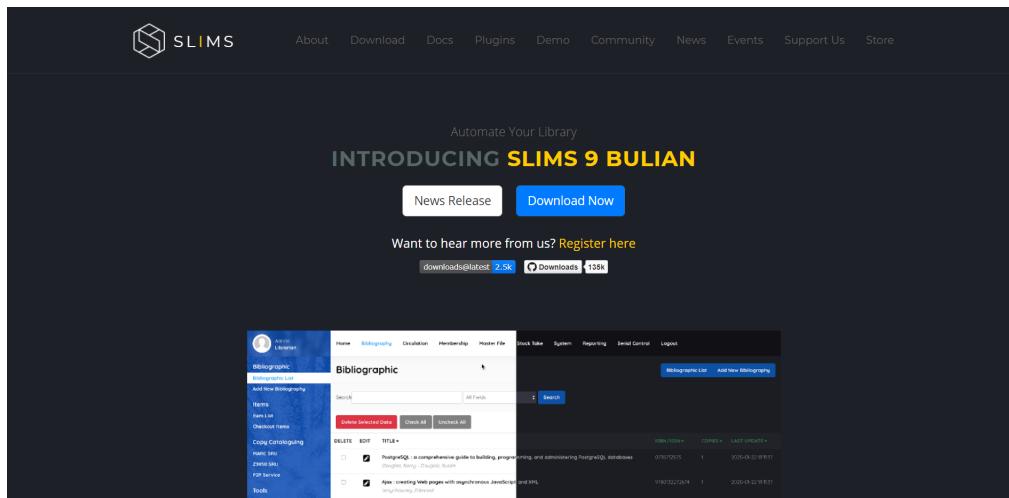 SLIMS
About Download Docs Plugins Demo Community News Events Support Us Store
Automate Your Library
INTRODUCING SLIMS 9 BULIAN
News Release Download Now
Want to hear more from us? Register here
downloads@latest 2.5k Downloads 135k
Admin
Librarian
Home Bibliography Circulation Membership Master File Stock Take System Reporting Serial Control Logout
Bibliographic
Bibliographic List
Add New Bibliography
Items
Item List
Checkout Items
Copy Cataloguing
MARC SRU
Z3950 SRU
P2P Service
Tools
Bibliographic Bibliographic List Add New Bibliography
Search All Fields Search
Delete Selected Data Check All Uncheck All
DELETE EDIT TITLE ISBN/ISSN COPIES LAST UPDATE
PostgreSQL : a comprehensive guide to building, programming, and administering PostgreSQL databases 1
Ajax : creating Web pages with asynchronous JavaScript and XML 1